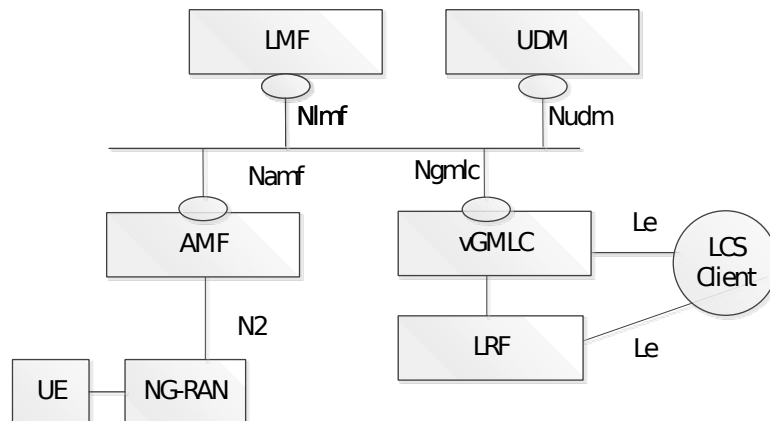 LMF
UDM
Nlmf
Nudm
Namf
Ngmlc
AMF
vGMLC
Le
LCS
Client
N2
LRF
Le
UE
NG-RAN